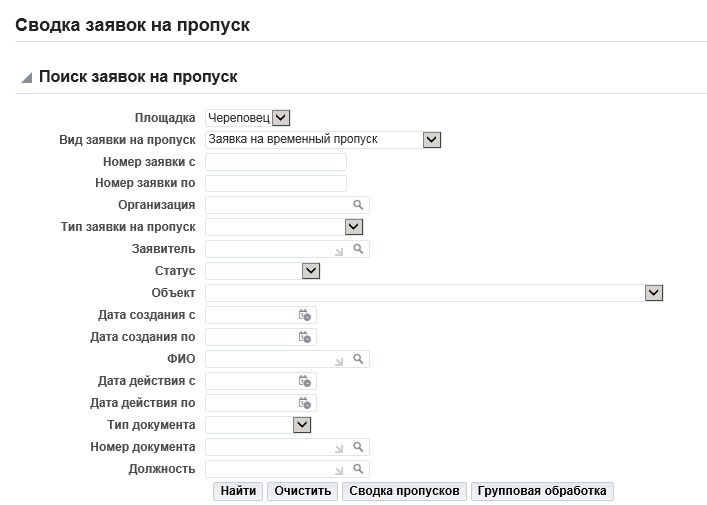 Сводка заявок на пропуск
Поиск заявок на пропуск
Площадка Череповец
Вид заявки на пропуск Заявка на временный пропуск
Номер заявки с
Номер заявки по
Организация
Тип заявки на пропуск
Заявитель
Статус
Объект
Дата создания с
Дата создания по
ФИО
Дата действия с
Дата действия по
Тип документа
Номер документа
Должность
Найти Очистить Сводка пропусков Групповая обработка